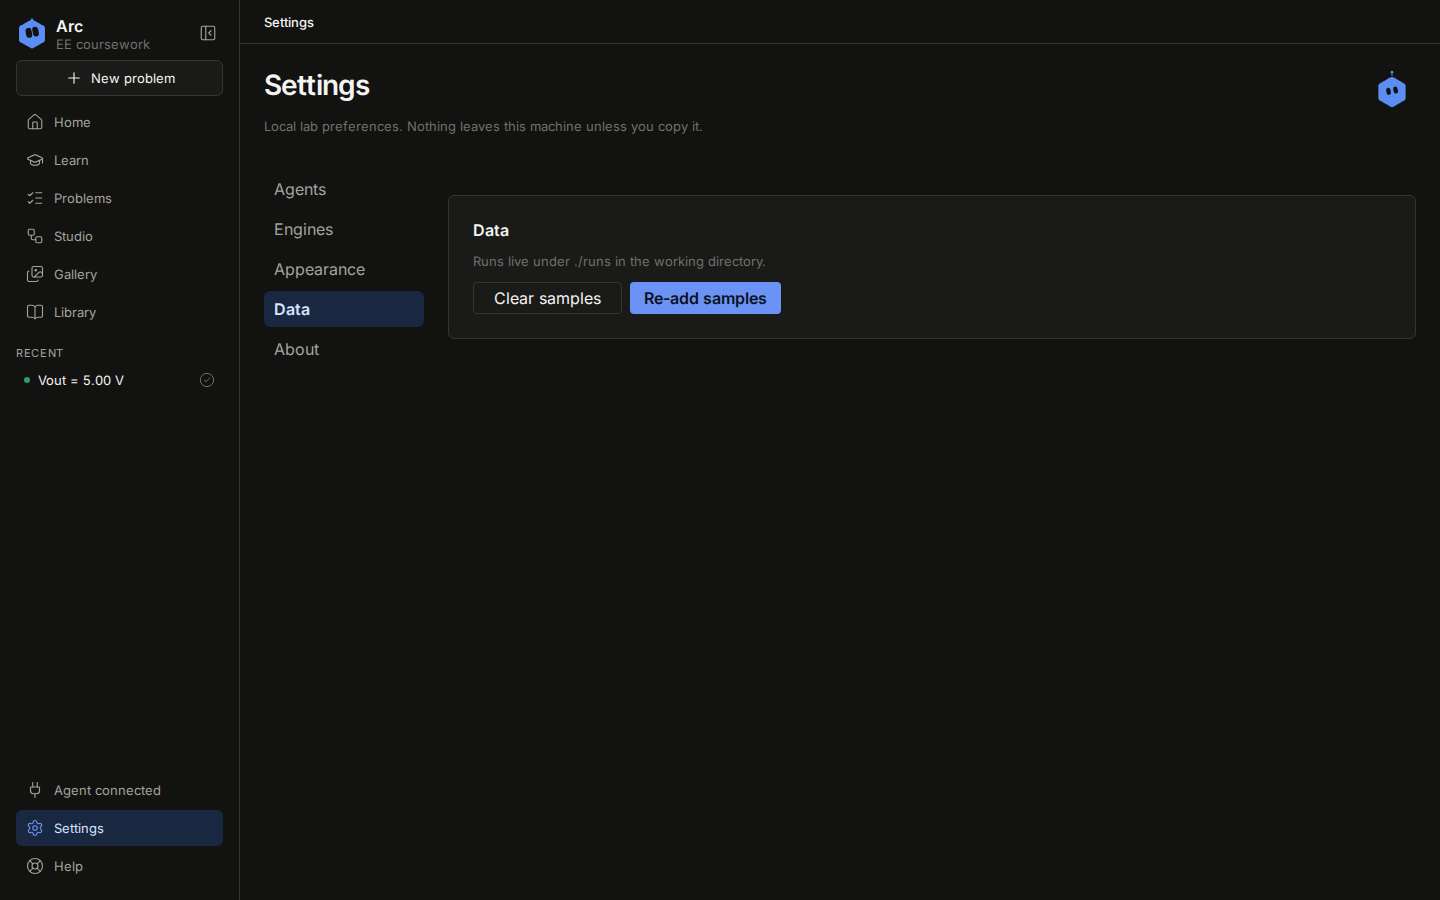 Arc
EE coursework
New problem
Home
Learn
Problems
Studio
Gallery
Library
RECENT
Vout = 5.00 V
Agent connected
Settings
Help
Settings
Settings
Local lab preferences. Nothing leaves this machine unless you copy it.
Agents
Engines
Appearance
Data
About
Data
Runs live under ./runs in the working directory.
Clear samples
Re-add samples